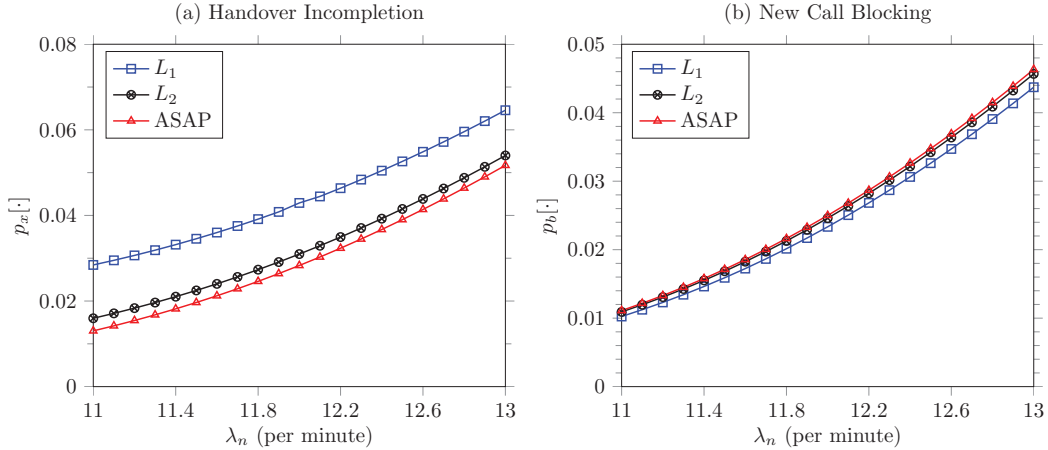 (a) Handover Incompletion
0.08
0.06
0.04
0.02
0
p_x[·]
L_1
L_2
ASAP
11 11.4 11.8 12.2 12.6 13
λ_n (per minute)
(b) New Call Blocking
0.05
0.04
0.03
0.02
0.01
0
p_b[·]
L_1
L_2
ASAP
11 11.4 11.8 12.2 12.6 13
λ_n (per minute)